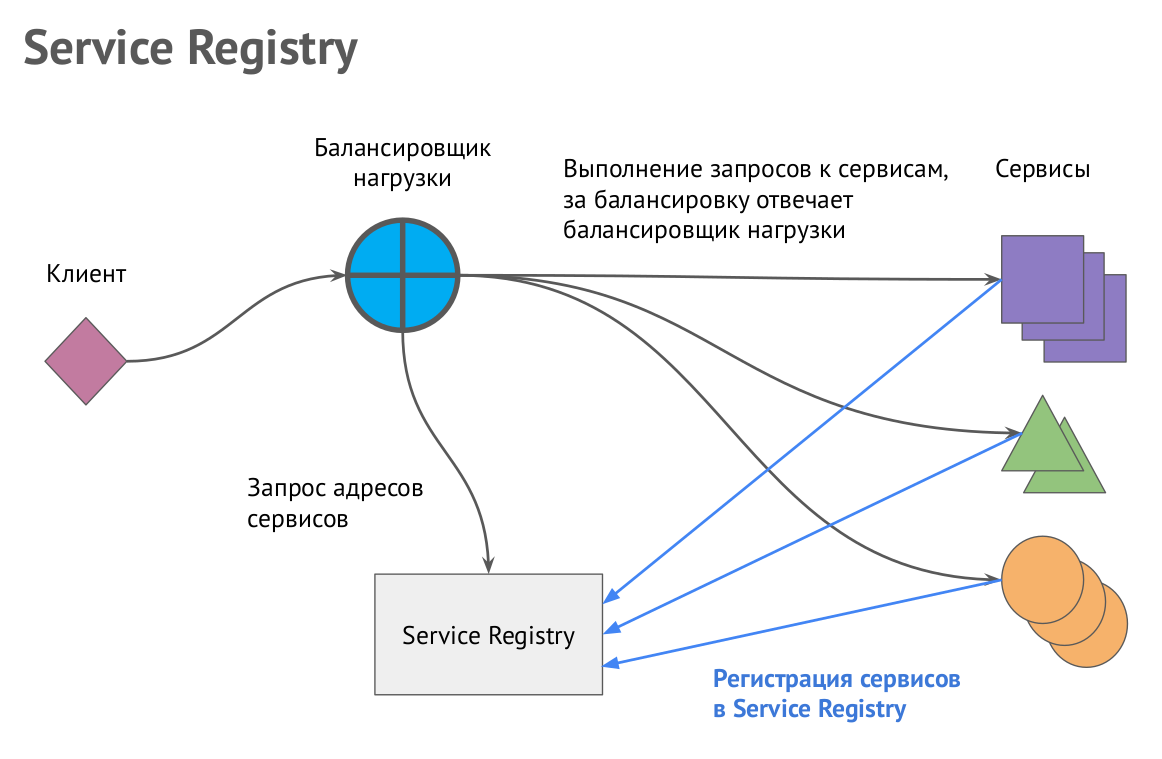 Service Registry
Балансировщик
нагрузки
Выполнение запросов к сервисам,
за балансировку отвечает
балансировщик нагрузки
Сервисы
Клиент
Запрос адресов
сервисов
Service Registry
Регистрация сервисов
в Service Registry